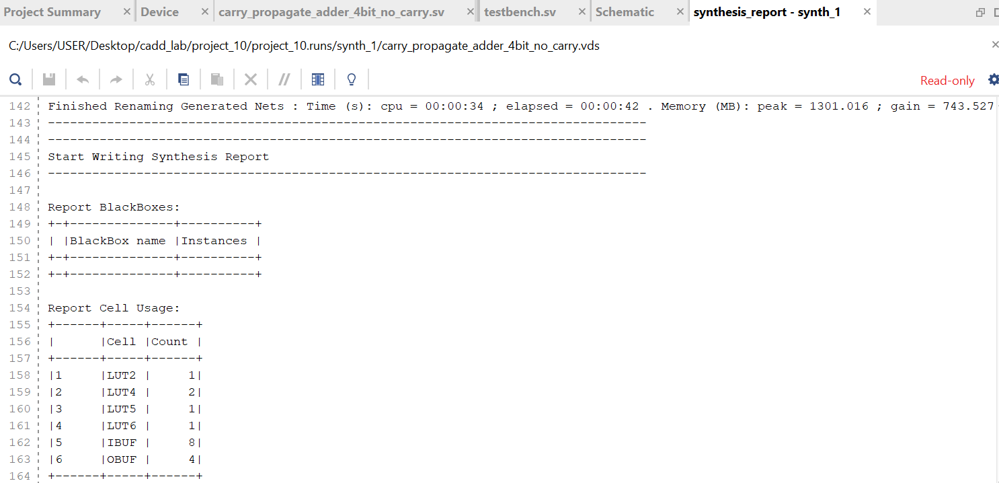 Project Summary × Device × carry_propagate_adder_4bit_no_carry.sv × testbench.sv × Schematic × synthesis_report - synth_1 ×
C:/Users/USER/Desktop/cadd_lab/project_10/project_10.runs/synth_1/carry_propagate_adder_4bit_no_carry.vds
Read-only
142 Finished Renaming Generated Nets : Time (s): cpu = 00:00:34 ; elapsed = 00:00:42 . Memory (MB): peak = 1301.016 ; gain = 743.527
143 ---------------------------------------------------------------------------------
144 ---------------------------------------------------------------------------------
145 Start Writing Synthesis Report
146 ---------------------------------------------------------------------------------
147
148 Report BlackBoxes:
149 +-+--------------+----------+
150 | |BlackBox name |Instances |
151 +-+--------------+----------+
152 +-+--------------+----------+
153
154 Report Cell Usage:
155 +------+-----+------+
156 |      |Cell |Count |
157 +------+-----+------+
158 |1     |LUT2 |     1|
159 |2     |LUT4 |     2|
160 |3     |LUT5 |     1|
161 |4     |LUT6 |     1|
162 |5     |IBUF |     8|
163 |6     |OBUF |     4|
164 +------+-----+------+